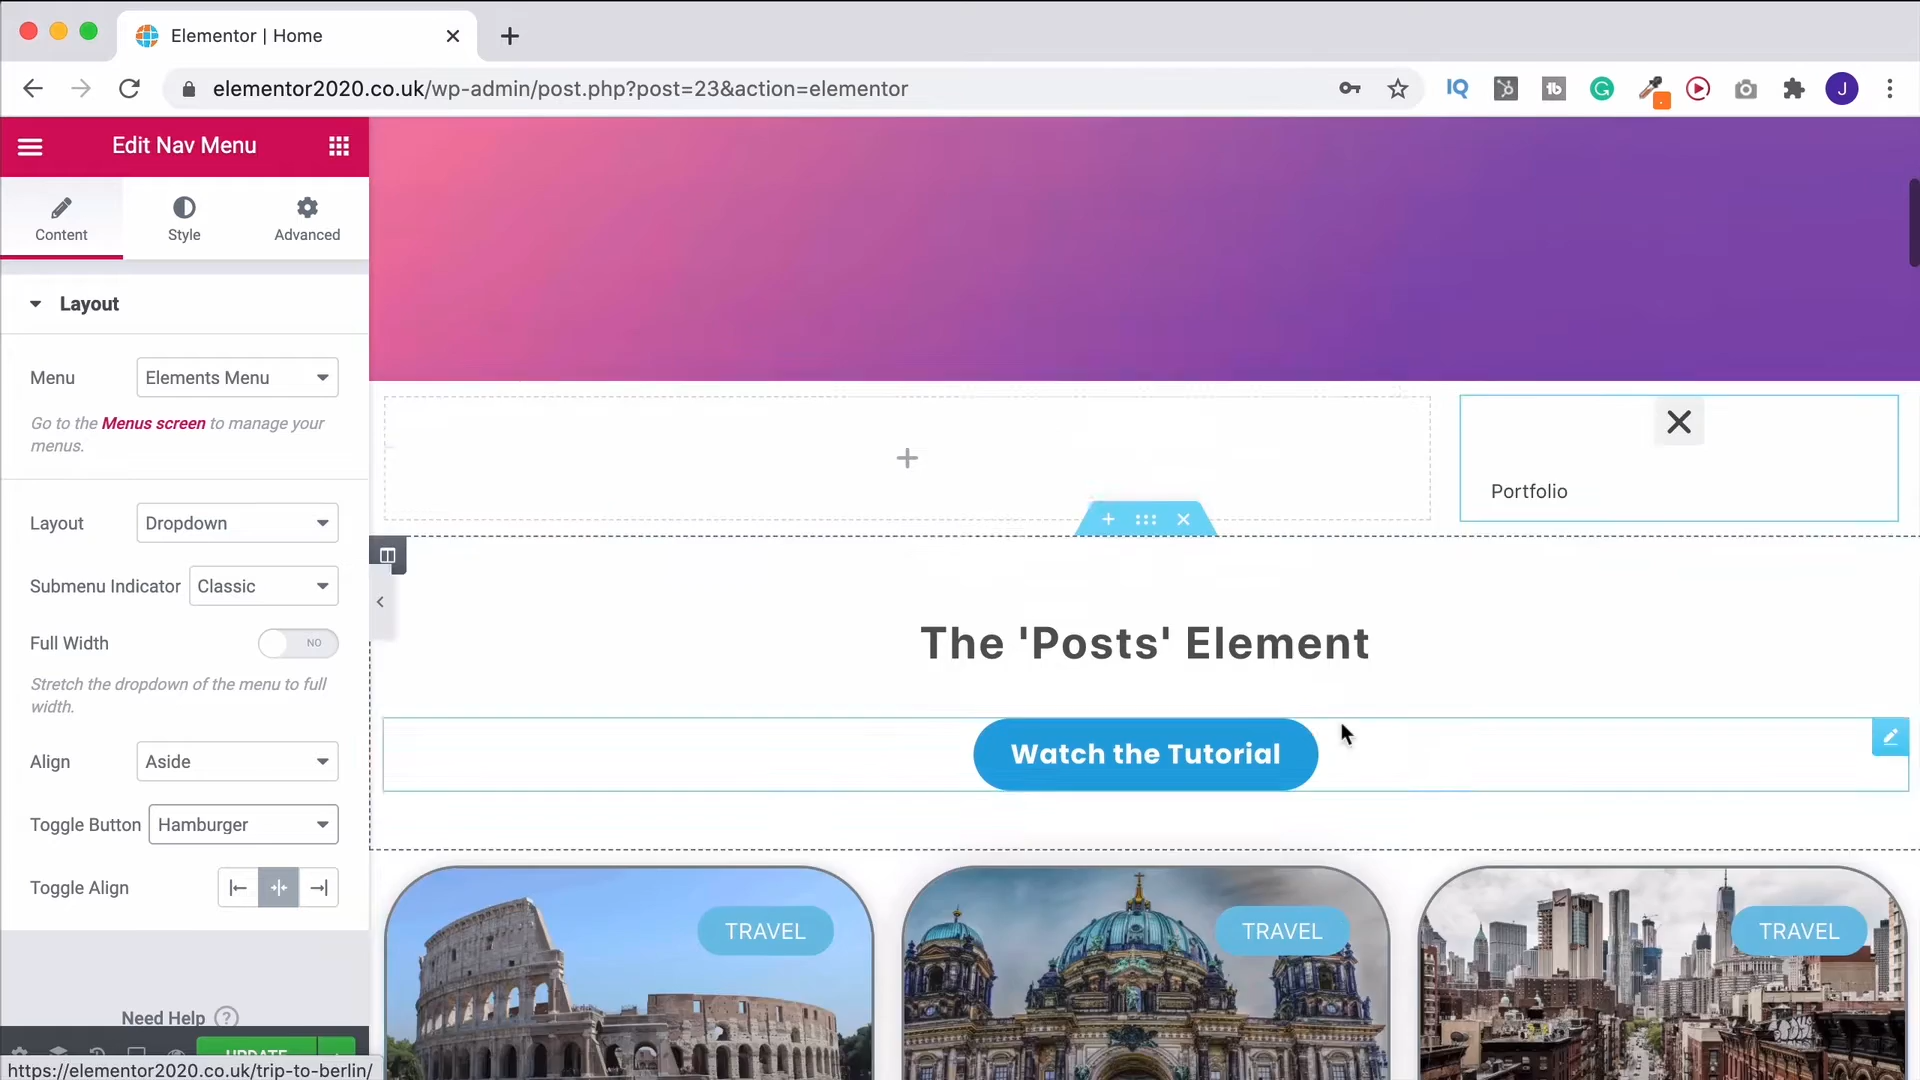 Elementor | Home
elementor2020.co.uk/wp-admin/post.php?post=23&action=elementor
IQ
tb
G
J
Edit Nav Menu
Content
Style
Advanced
Layout
Menu
Elements Menu
Go to the Menus screen to manage your
menus.
Layout
Dropdown
Submenu Indicator
Classic
Full Width
NO
Stretch the dropdown of the menu to full
width.
Align
Aside
Toggle Button
Hamburger
Toggle Align
Need Help ?
UPDATE
https://elementor2020.co.uk/trip-to-berlin/
Portfolio
The 'Posts' Element
Watch the Tutorial
TRAVEL
TRAVEL
TRAVEL